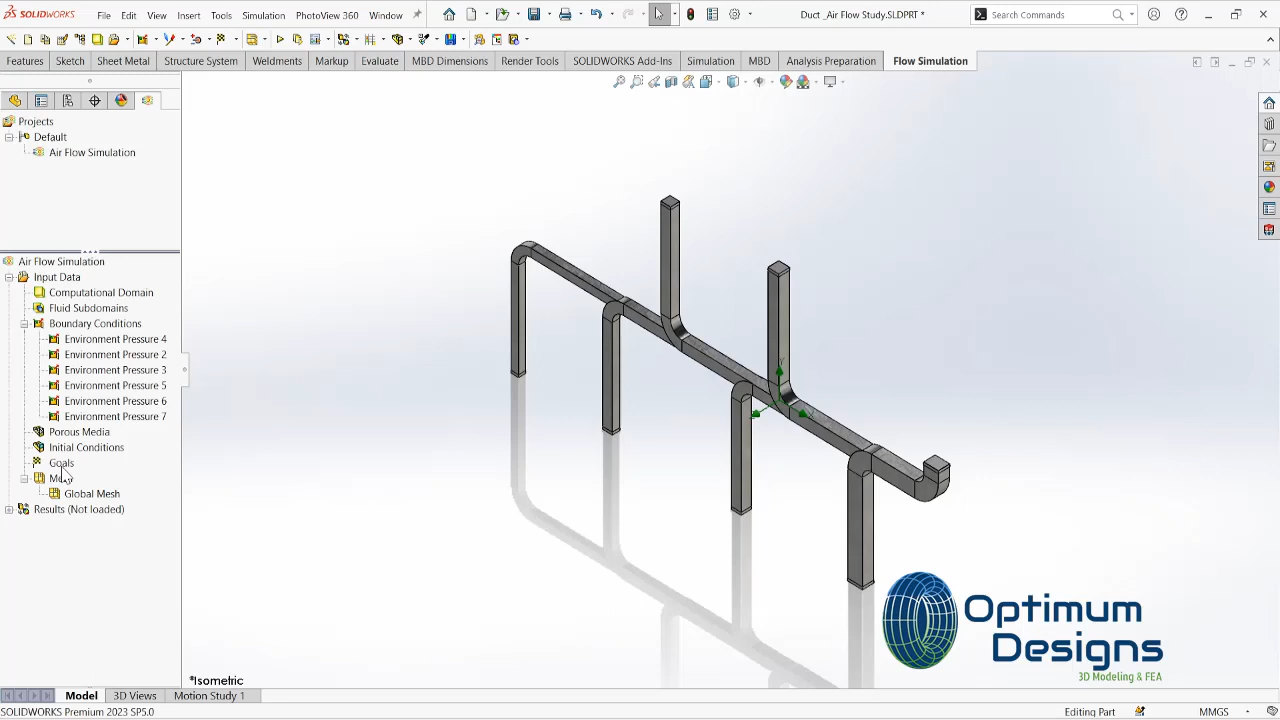 SOLIDWORKS
File
Edit
View
Insert
Tools
Simulation
PhotoView 360
Window
Duct _Air Flow Study.SLDPRT *
Search Commands
Features
Sketch
Sheet Metal
Structure System
Weldments
Markup
Evaluate
MBD Dimensions
Render Tools
SOLIDWORKS Add-Ins
Simulation
MBD
Analysis Preparation
Flow Simulation
Projects
Default
Air Flow Simulation
Air Flow Simulation
Input Data
Computational Domain
Fluid Subdomains
Boundary Conditions
Environment Pressure 4
Environment Pressure 2
Environment Pressure 3
Environment Pressure 5
Environment Pressure 6
Environment Pressure 7
Porous Media
Initial Conditions
Goals
Global Mesh
Results (Not loaded)
Y
Optimum
Designs
3D Modeling & FEA
*Isometric
Model
3D Views
Motion Study 1
SOLIDWORKS Premium 2023 SP5.0
Editing Part
MMGS